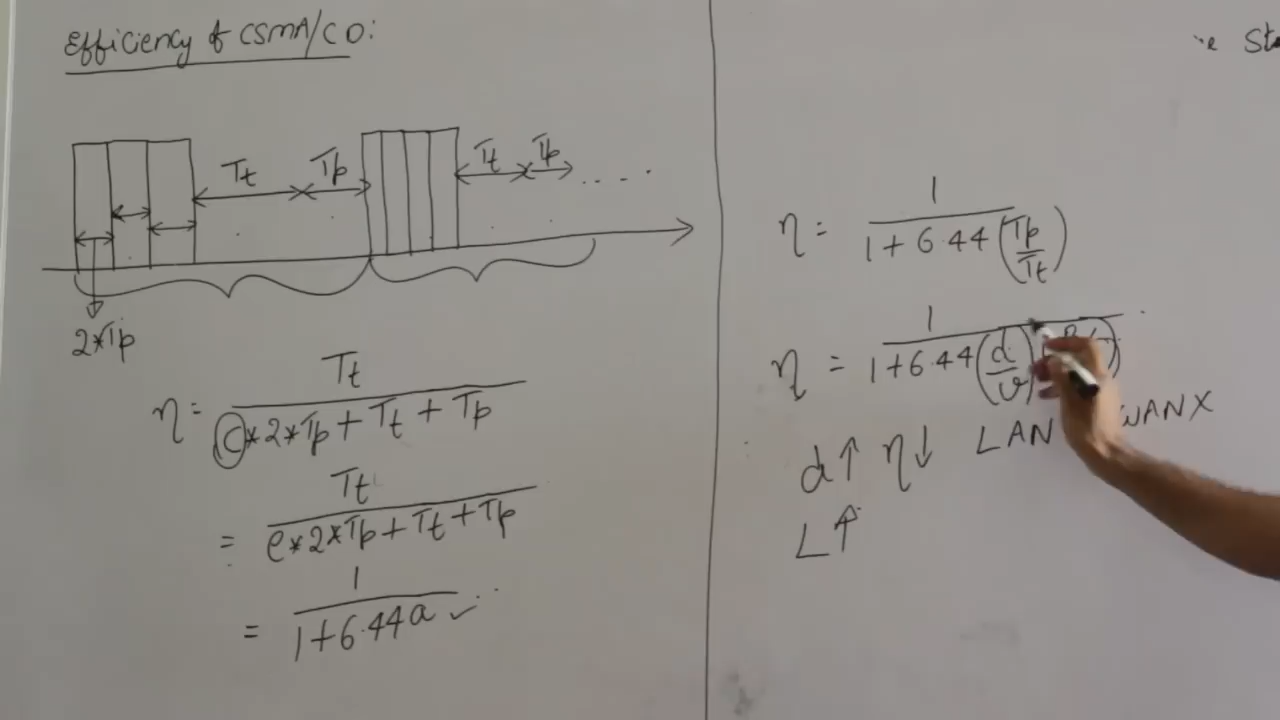 Efficiency of CSMA/CD:
Tt Tp Tt Tp ....
2*Tp
η = Tt / (C*2*Tp + Tt + Tp)
= Tt / (e*2*Tp + Tt + Tp)
= 1 / (1+6.44a) ✓
η = 1 / (1+6.44(Tp/Tt))
η = 1 / (1+6.44(d/v)
d↑ η↓ LAN WANX
L↑